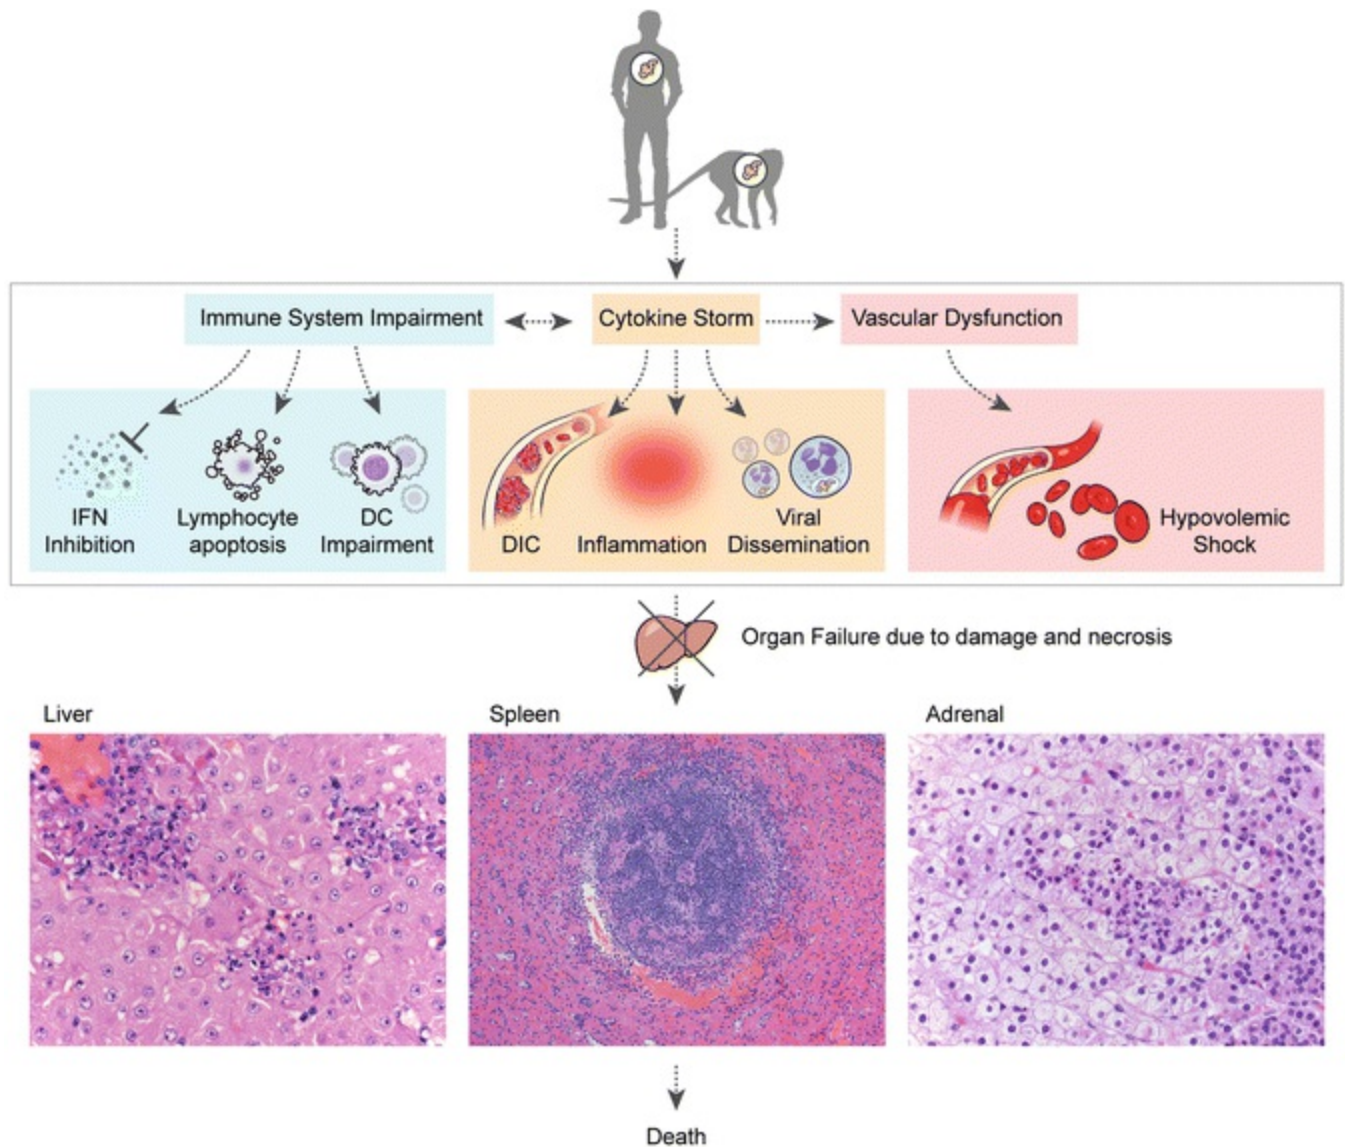 Immune System Impairment
Cytokine Storm
Vascular Dysfunction
IFN
Inhibition
Lymphocyte
apoptosis
DC
Impairment
DIC
Inflammation
Viral
Dissemination
Hypovolemic
Shock
Organ Failure due to damage and necrosis
Liver
Spleen
Adrenal
Death